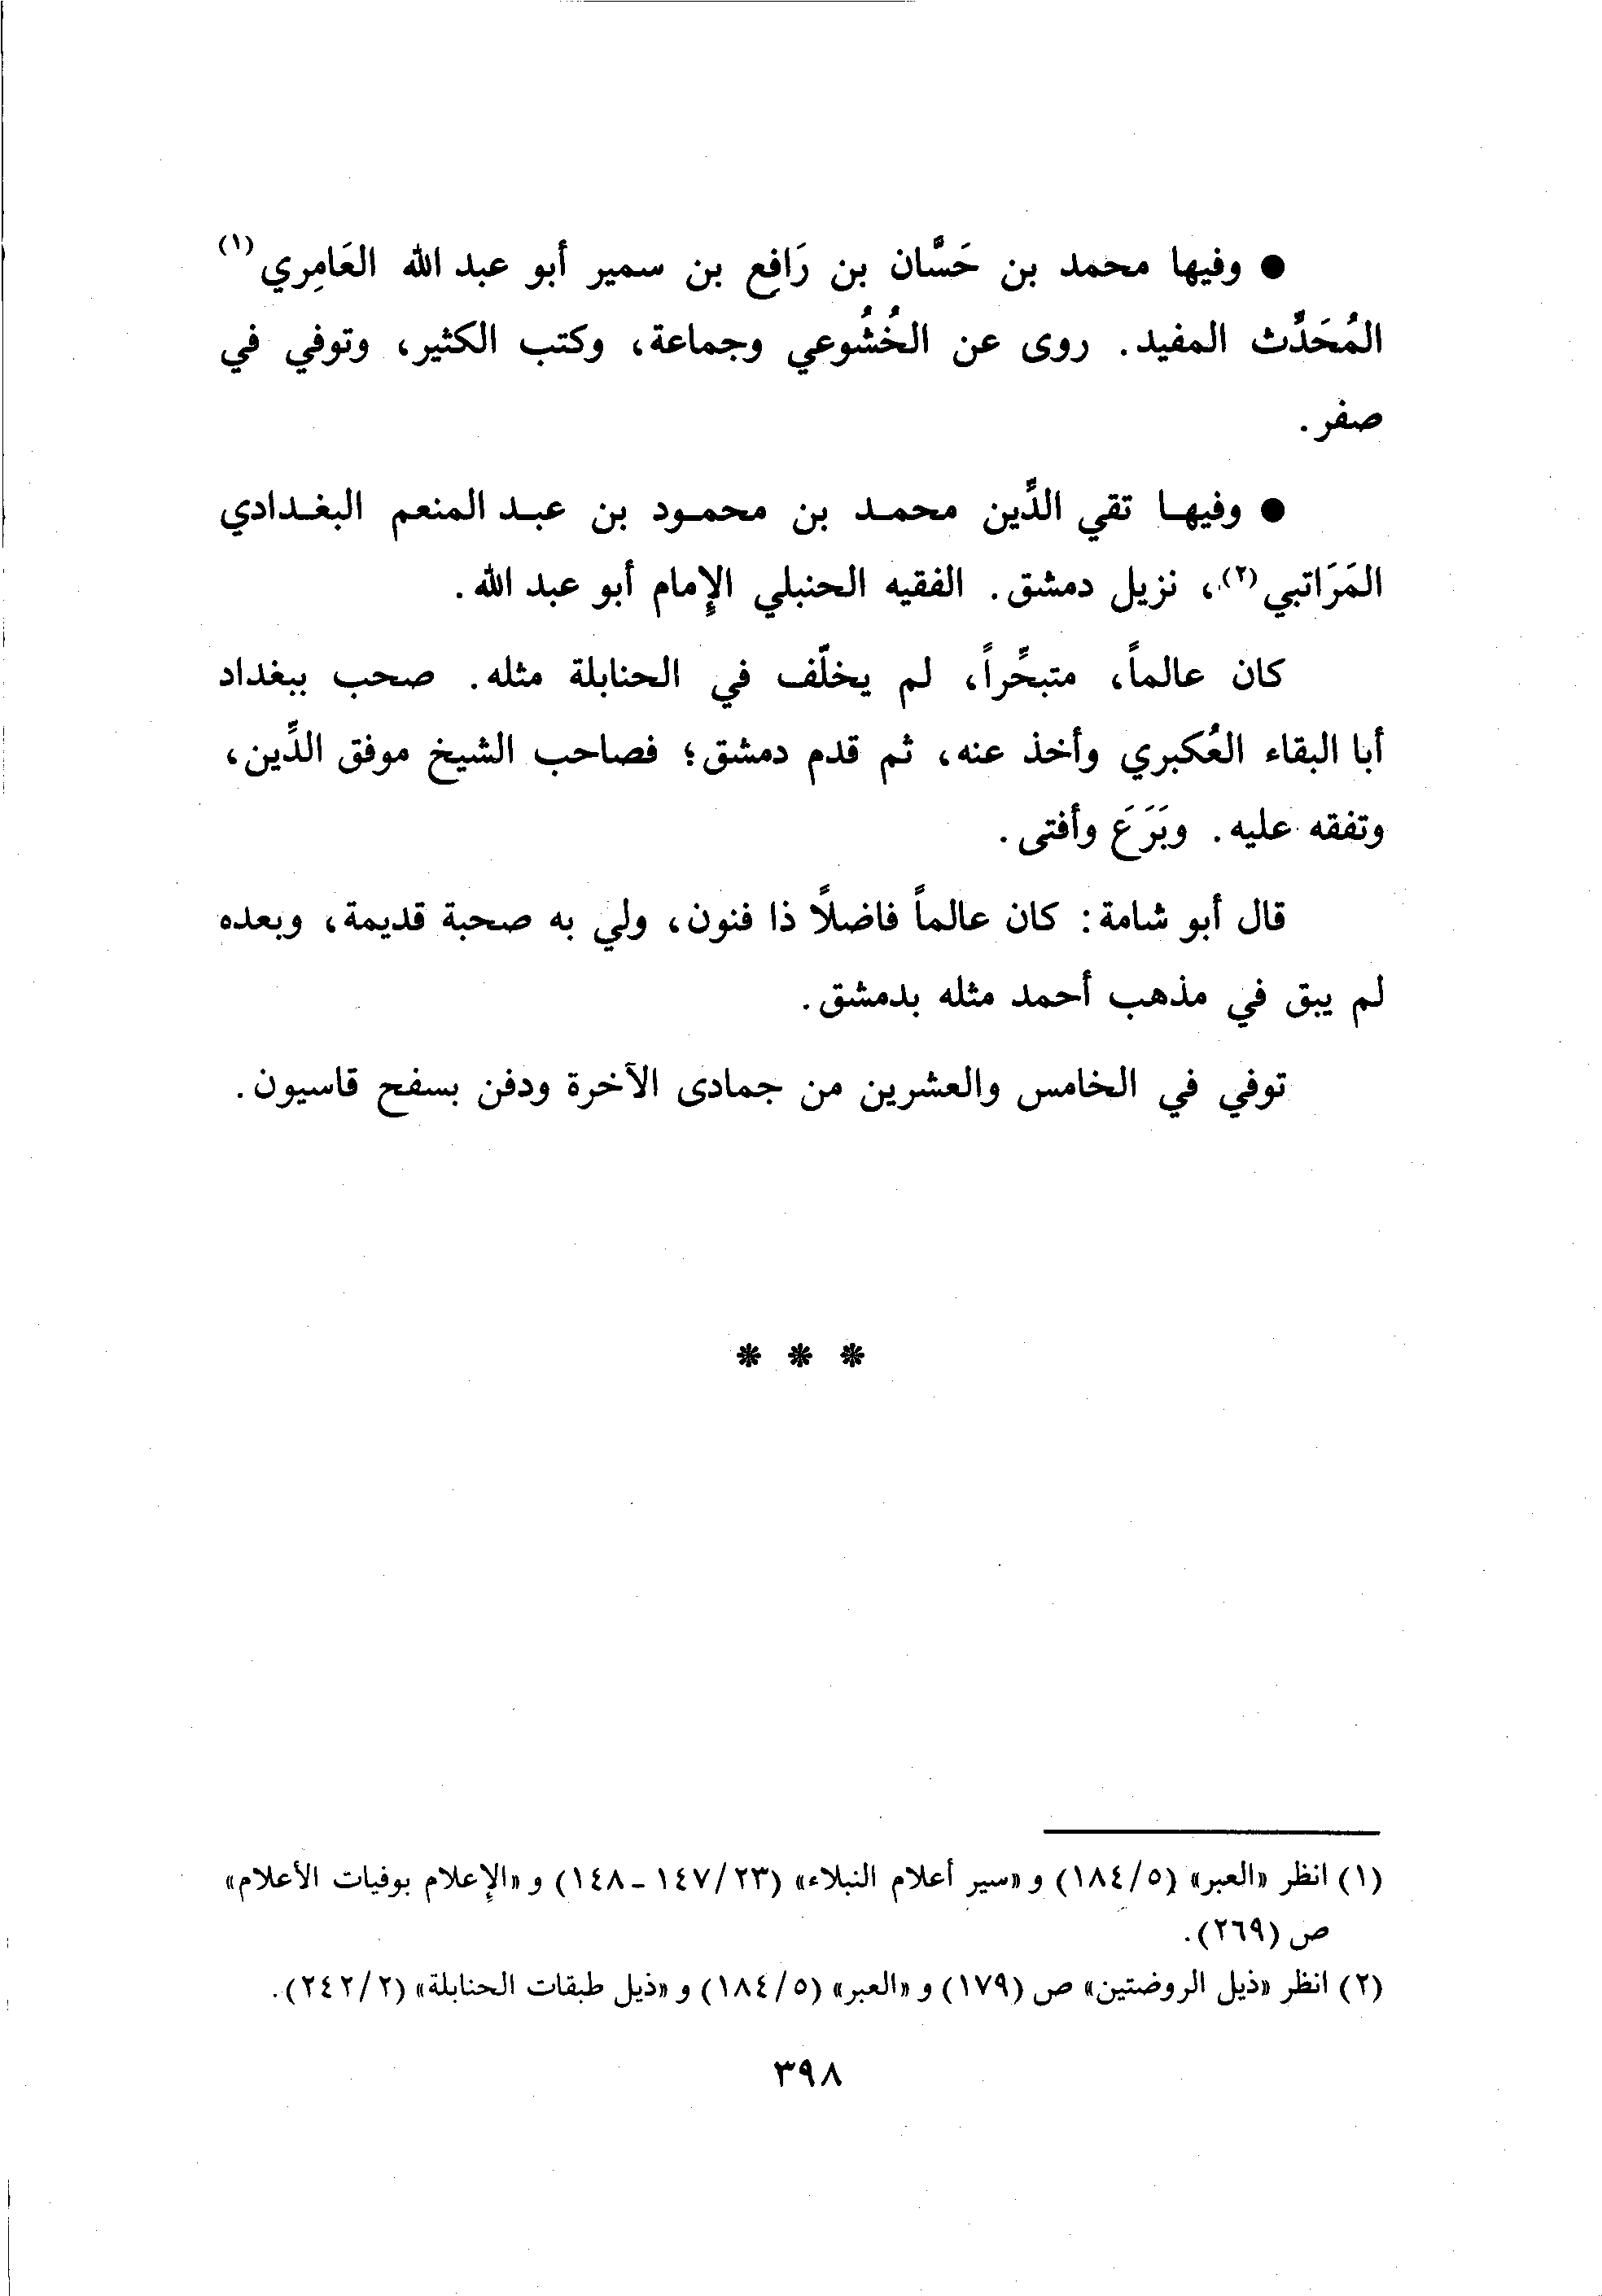 ● وفيها محمد بن حَسَّان بن رَافع بن سمير أبو عبد الله العَامِري (١)
المُحَدِّث المفيد. روى عن الخُشُوعي وجماعة، وكتب الكثير، وتوفي في
صفر.
● وفيهـا تقي الدِّين محمـد بن محمـود بن عبـد المنعم البغـدادي
المَرَاتبي (٢)، نزيل دمشق. الفقيه الحنبلي الإمام أبو عبد الله.
كان عالماً، متبحِّراً، لم يخلّف في الحنابلة مثله. صحب ببغداد
أبا البقاء العُكبري وأخذ عنه، ثم قدم دمشق؛ فصاحب الشيخ موفق الدِّين،
وتفقه عليه. وبَرَعَ وأفتى.
قال أبو شامة: كان عالماً فاضلاً ذا فنون، ولي به صحبة قديمة، وبعده
لم يبق في مذهب أحمد مثله بدمشق.
توفي في الخامس والعشرين من جمادى الآخرة ودفن بسفح قاسيون.
* * *
(١) انظر «العبر» (٥/١٨٤) و «سير أعلام النبلاء» (٢٣/١٤٧ - ١٤٨) و «الإعلام بوفيات الأعلام»
ص (٢٦٩).
(٢) انظر «ذيل الروضتين» ص (١٧٩) و «العبر» (٥/١٨٤) و «ذيل طبقات الحنابلة» (٢/٢٤٢).
٣٩٨